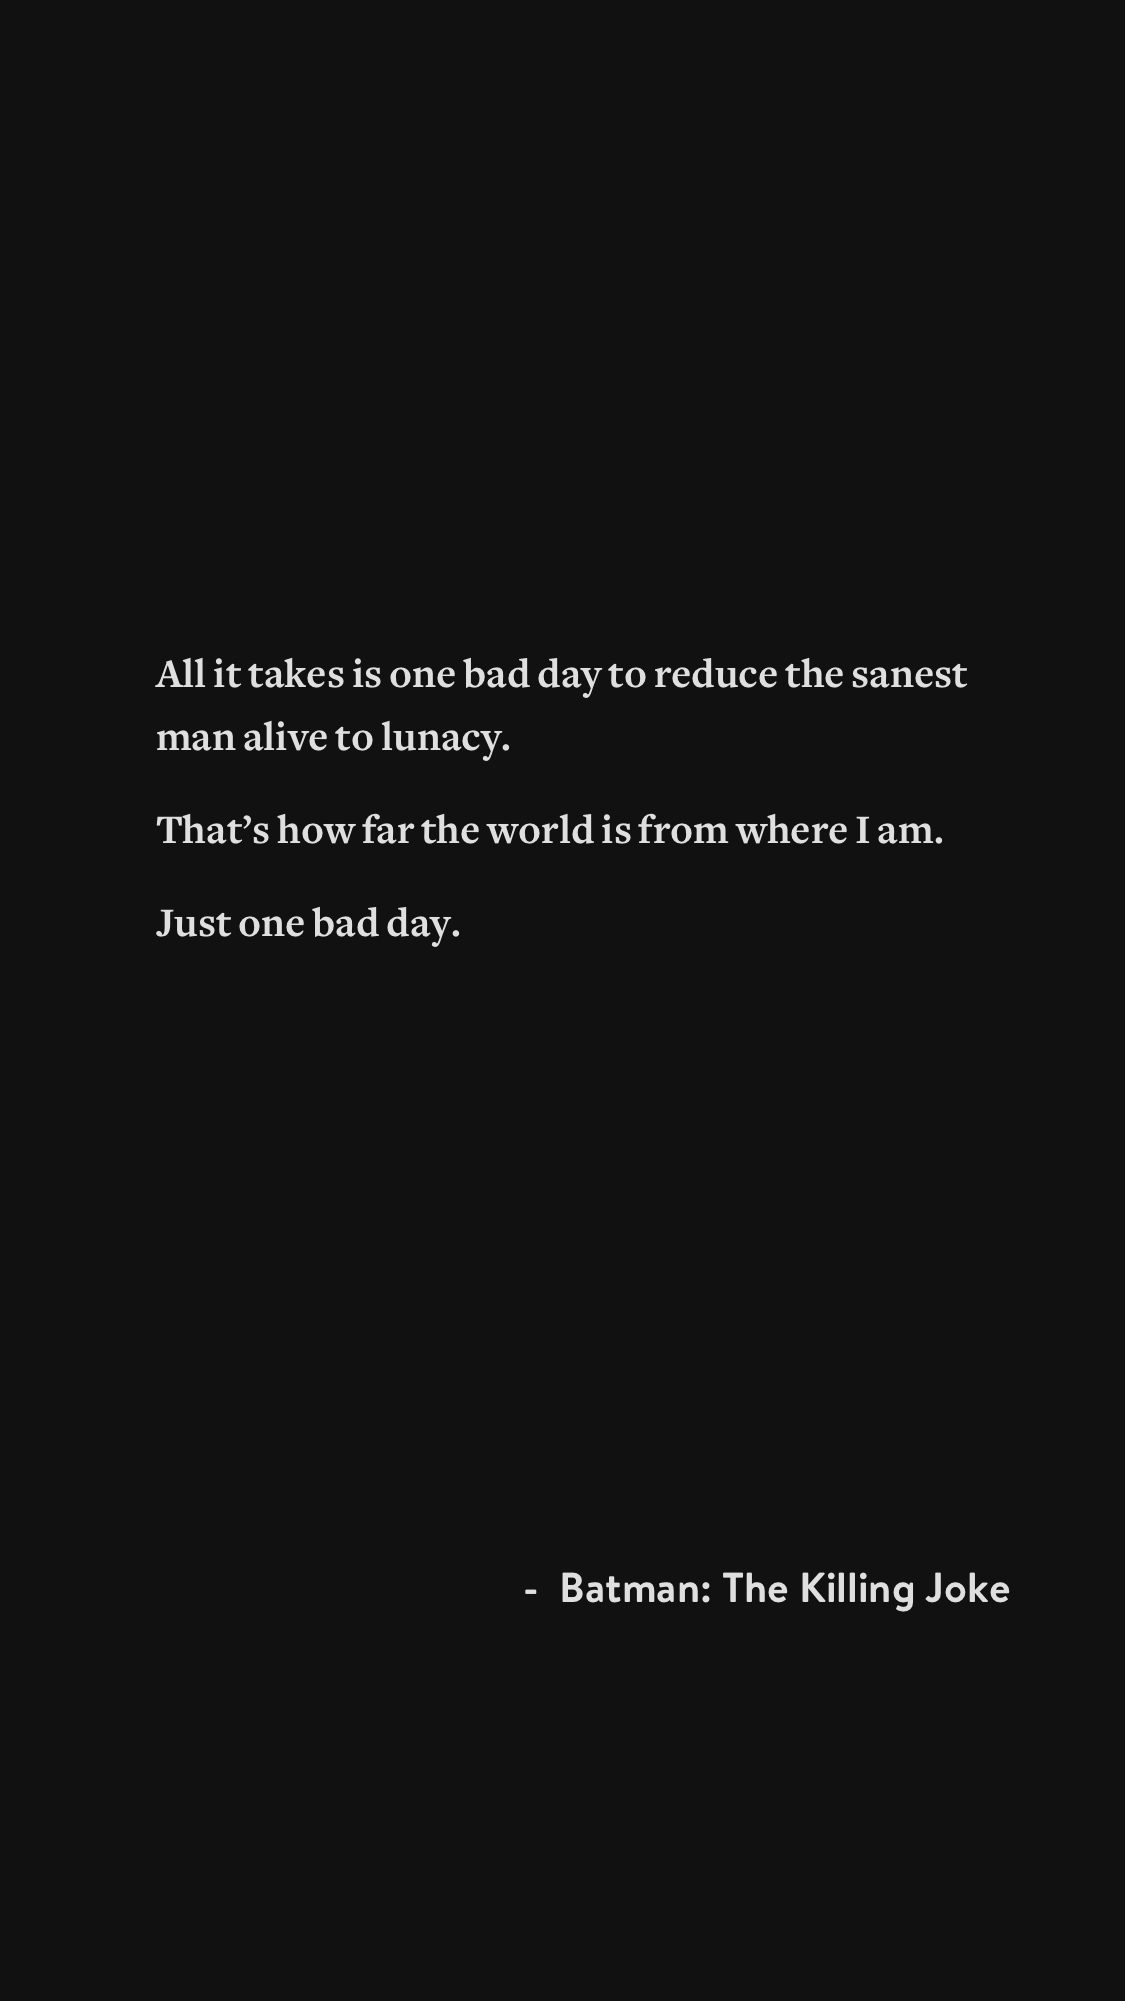 All it takes is one bad day to reduce the sanest
man alive to lunacy.
That’s how far the world is from where I am.
Just one bad day.
- Batman: The Killing Joke